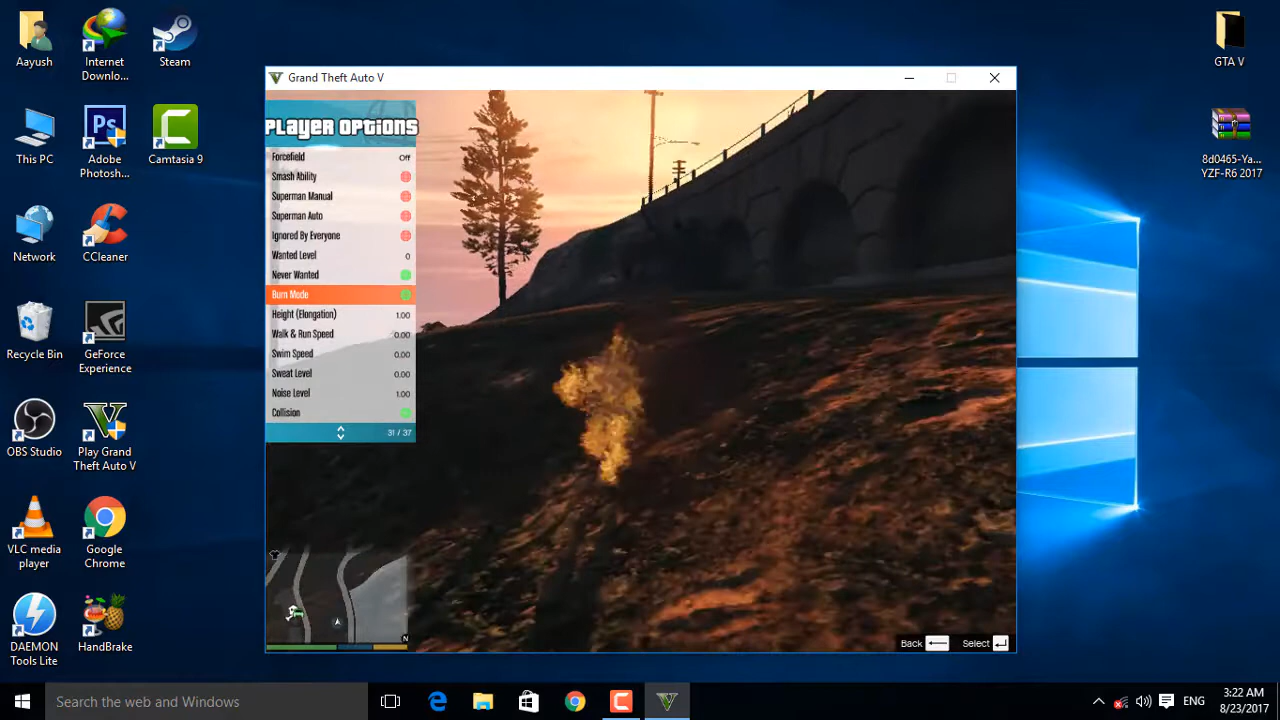 Aayush
Internet
Downlo...
Steam
GTA V
This PC
Adobe
Photosh...
Camtasia 9
8d0465-Ya...
YZF-R6 2017
Network
CCleaner
Recycle Bin
GeForce
Experience
OBS Studio
Play Grand
Theft Auto V
VLC media
player
Google
Chrome
DAEMON
Tools Lite
HandBrake
Grand Theft Auto V
Player Options
Forcefield Off
Smash Ability
Superman Manual
Superman Auto
Ignored By Everyone
Wanted Level 0
Never Wanted
Burn Mode
Height (Elongation) 1.00
Walk & Run Speed 0.00
Swim Speed 0.00
Sweat Level 0.00
Noise Level 1.00
Collision
31 / 37
N
Back Select
Search the web and Windows
ENG
3:22 AM
8/23/2017